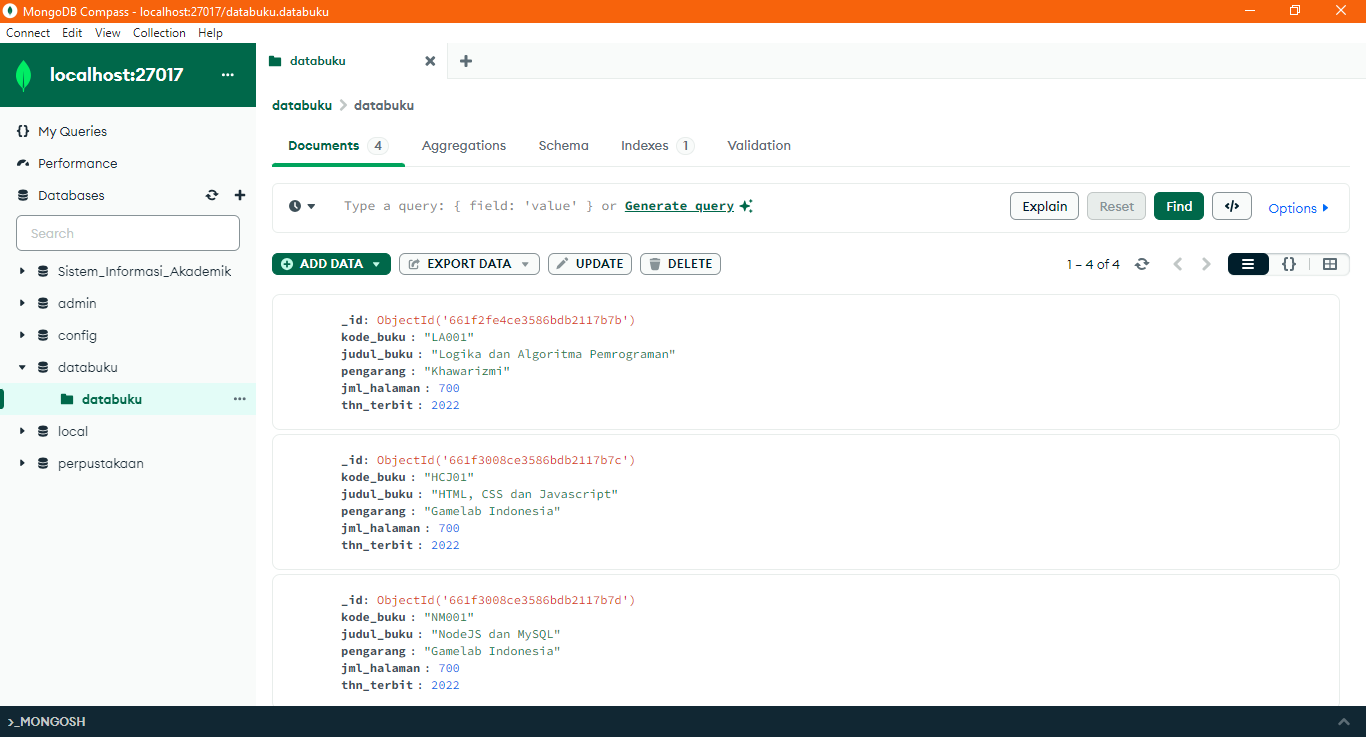 MongoDB Compass - localhost:27017/databuku.databuku
Connect Edit View Collection Help
localhost:27017 ...
databuku
My Queries
Performance
Databases
Search
Sistem_Informasi_Akademik
admin
config
databuku
databuku ...
local
perpustakaan
databuku > databuku
Documents 4 Aggregations Schema Indexes 1 Validation
Type a query: { field: 'value' } or Generate query Explain Reset Find </> Options
ADD DATA EXPORT DATA UPDATE DELETE 1 – 4 of 4 {}
_id: ObjectId('661f2fe4ce3586bdb2117b7b')
kode_buku : "LA001"
judul_buku : "Logika dan Algoritma Pemrograman"
pengarang : "Khawarizmi"
jml_halaman : 700
thn_terbit : 2022
_id: ObjectId('661f3008ce3586bdb2117b7c')
kode_buku : "HCJ01"
judul_buku : "HTML, CSS dan Javascript"
pengarang : "Gamelab Indonesia"
jml_halaman : 700
thn_terbit : 2022
_id: ObjectId('661f3008ce3586bdb2117b7d')
kode_buku : "NM001"
judul_buku : "NodeJS dan MySQL"
pengarang : "Gamelab Indonesia"
jml_halaman : 700
thn_terbit : 2022
>_MONGOSH